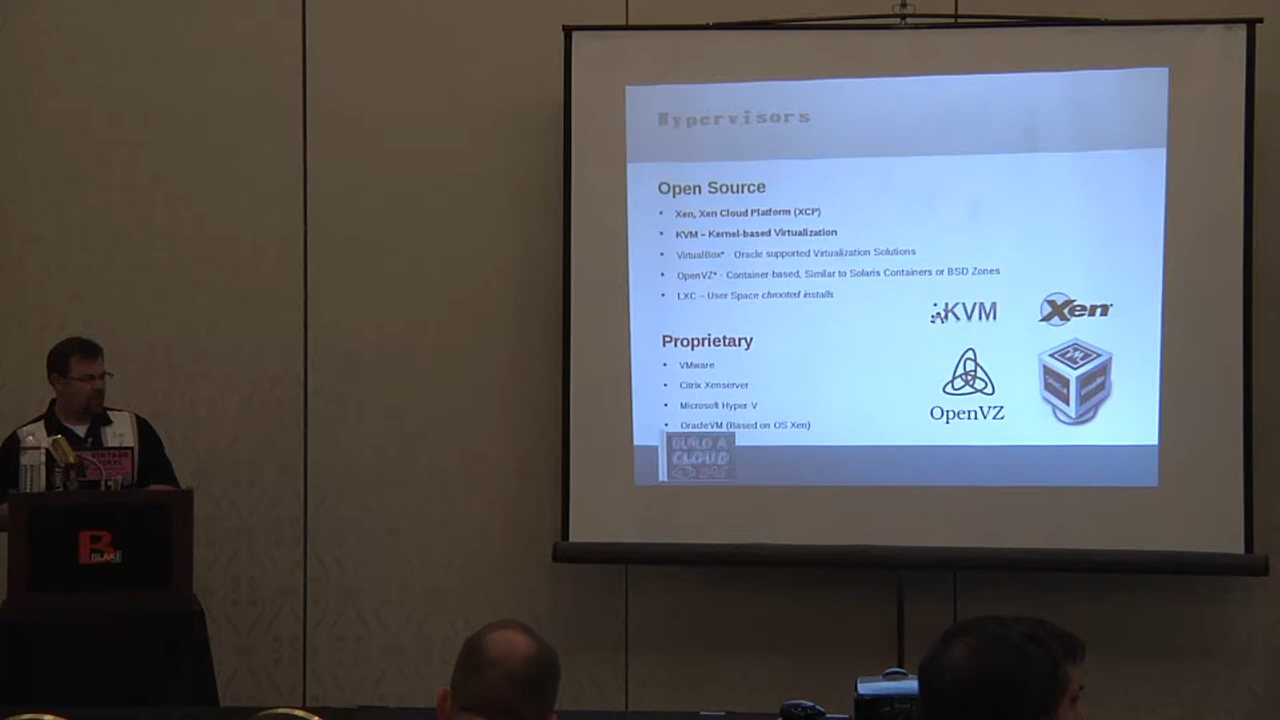 Hypervisors
Open Source
• Xen, Xen Cloud Platform (XCP)
• KVM – Kernel-based Virtualization
• VirtualBox* - Oracle supported Virtualization Solutions
• OpenVZ* - Container-based, Similar to Solaris Containers or BSD Zones
• LXC – User Space chrooted installs
KVM
Xen
Proprietary
• VMware
• Citrix Xenserver
• Microsoft Hyper-V
• OracleVM (Based on OS Xen)
OpenVZ
BUILD A
CLOUD
B
BLAKE